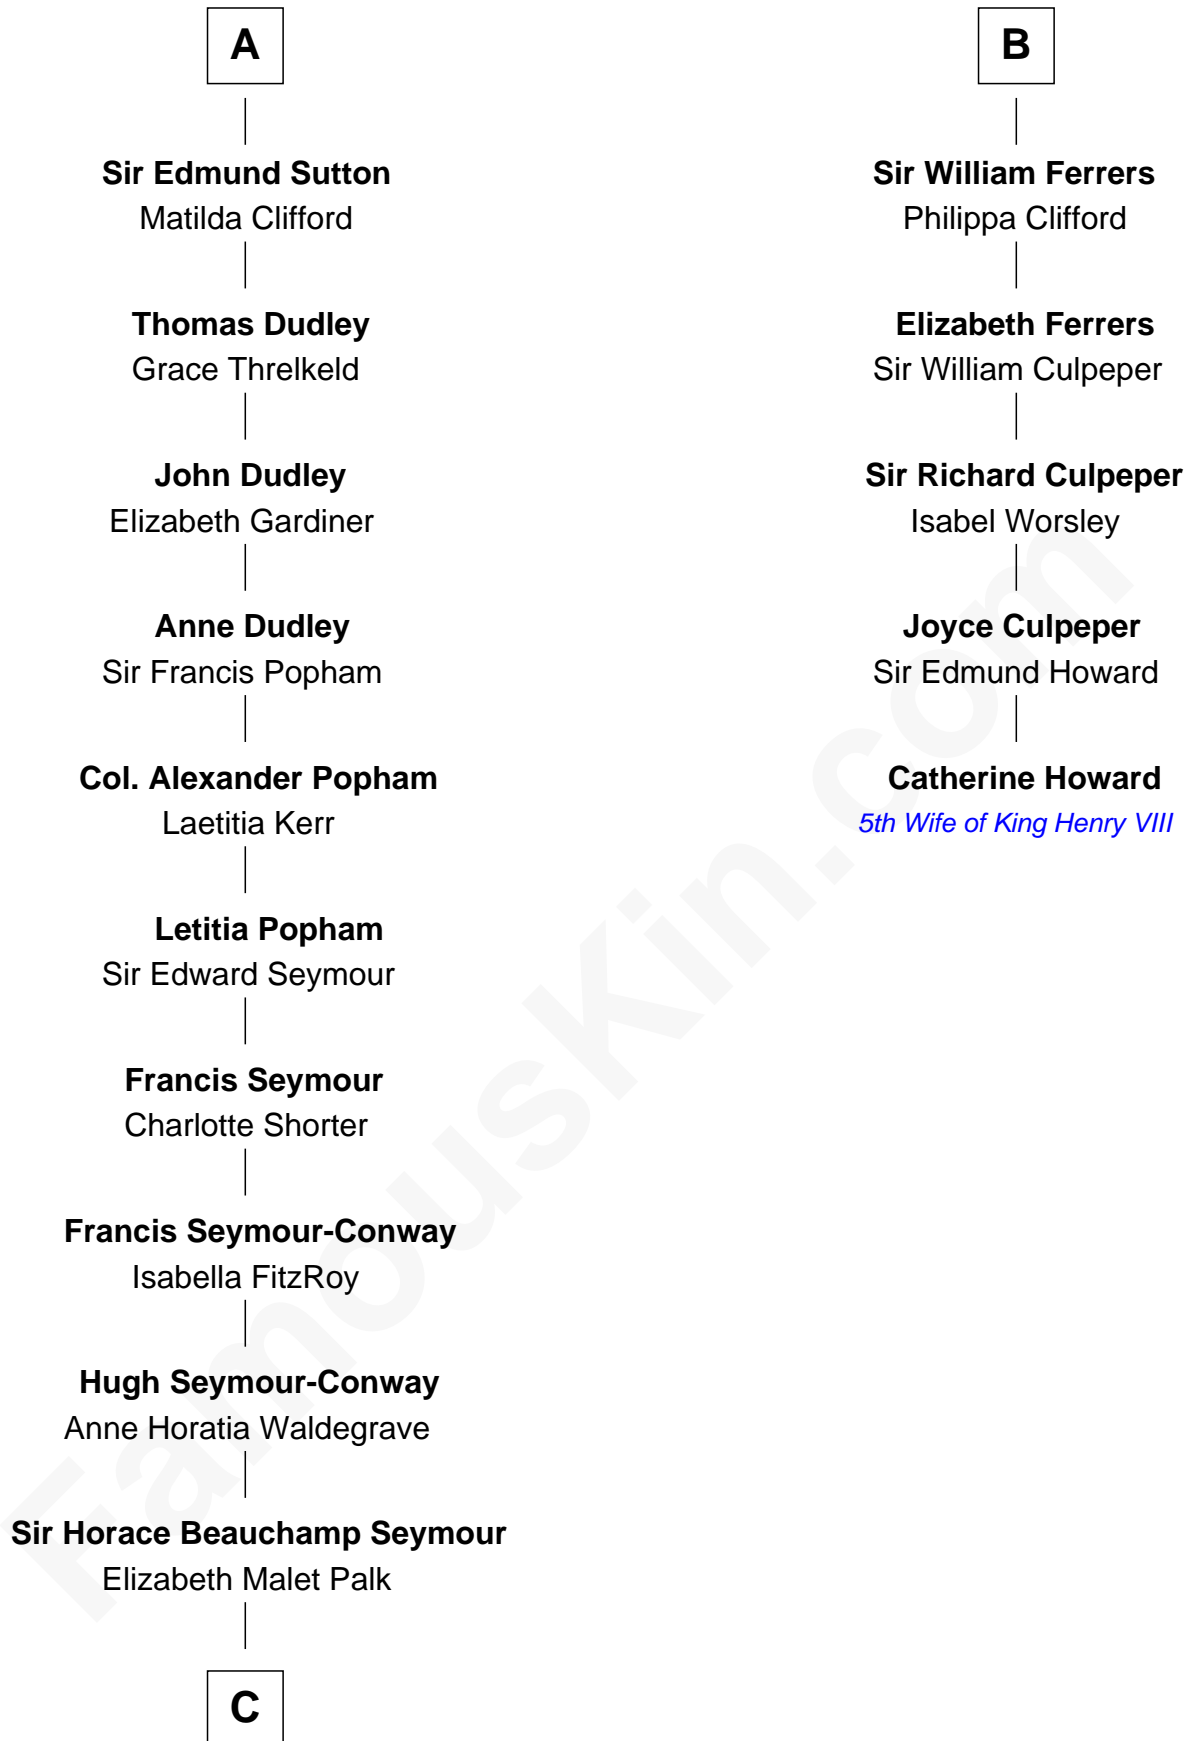 A
Sir Edmund Sutton
Matilda Clifford
Thomas Dudley
Grace Threlkeld
John Dudley
Elizabeth Gardiner
Anne Dudley
Sir Francis Popham
Col. Alexander Popham
Laetitia Kerr
Letitia Popham
Sir Edward Seymour
Francis Seymour
Charlotte Shorter
Francis Seymour-Conway
Isabella FitzRoy
Hugh Seymour-Conway
Anne Horatia Waldegrave
Sir Horace Beauchamp Seymour
Elizabeth Malet Palk
C
B
Sir William Ferrers
Philippa Clifford
Elizabeth Ferrers
Sir William Culpeper
Sir Richard Culpeper
Isabel Worsley
Joyce Culpeper
Sir Edmund Howard
Catherine Howard
5th Wife of King Henry VIII
FamousKin.com